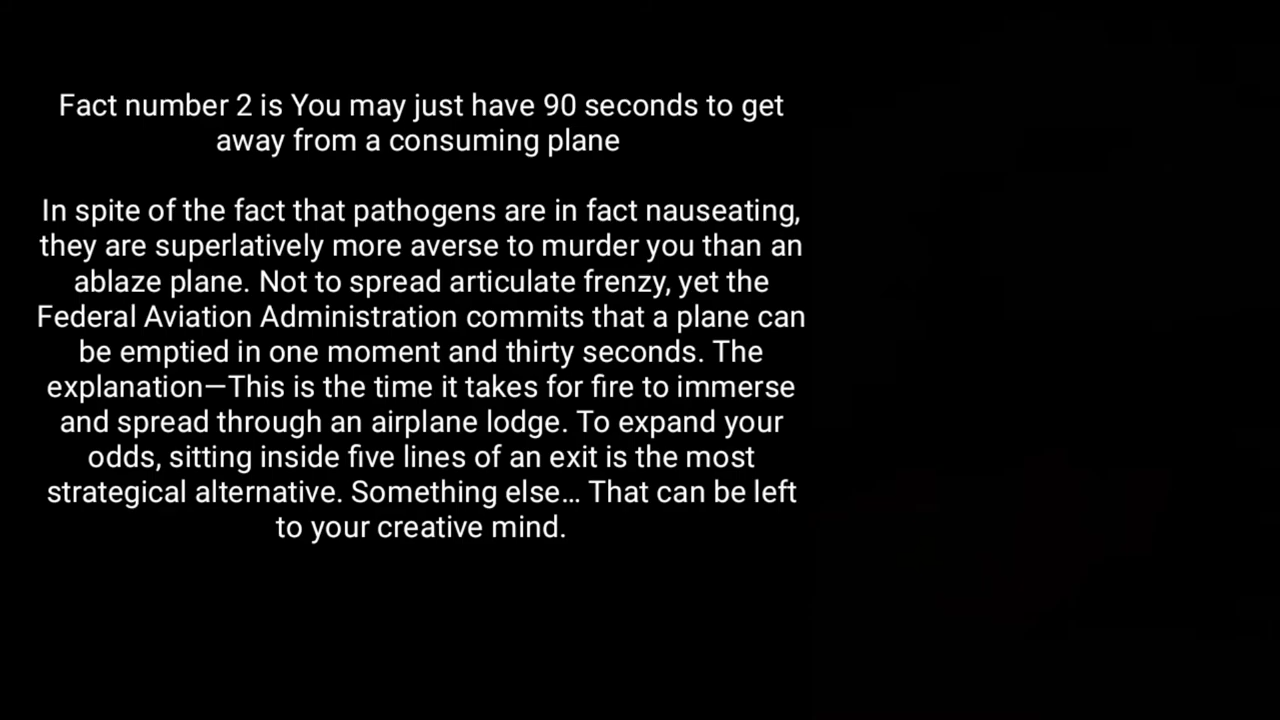 Fact number 2 is You may just have 90 seconds to get
away from a consuming plane
In spite of the fact that pathogens are in fact nauseating,
they are superlatively more averse to murder you than an
ablaze plane. Not to spread articulate frenzy, yet the
Federal Aviation Administration commits that a plane can
be emptied in one moment and thirty seconds. The
explanation—This is the time it takes for fire to immerse
and spread through an airplane lodge. To expand your
odds, sitting inside five lines of an exit is the most
strategical alternative. Something else… That can be left
to your creative mind.